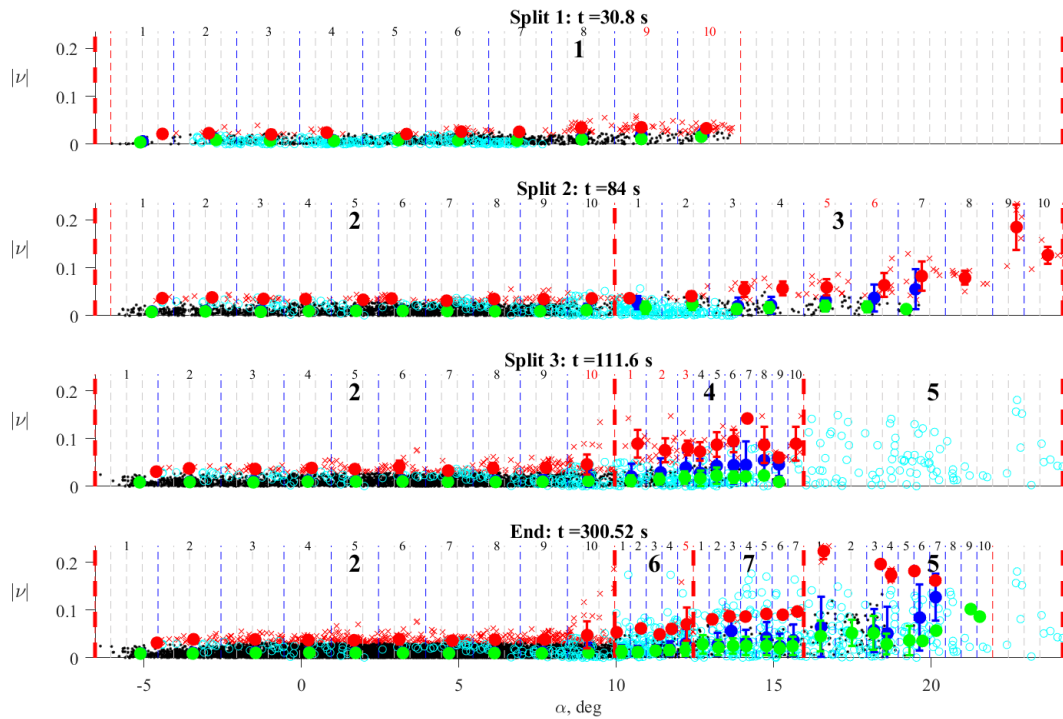 Split 1: t =30.8 s
1 2 3 4 5 6 7 8 9 10
1
0.2
|ν|
0.1
0
Split 2: t =84 s
1 2 3 4 5 6 7 8 9 10 1 2 3 4 5 6 7 8 9 10
2 3
0.2
|ν|
0.1
0
Split 3: t =111.6 s
1 2 3 4 5 6 7 8 9 10 1 2 3 4 5 6 7 8 9 10
2 4 5
0.2
|ν|
0.1
0
End: t =300.52 s
1 2 3 4 5 6 7 8 9 10 1 2 3 4 5 1 2 3 4 5 6 7 1 2 3 4 5 6 7 8 9 10
2 6 7 5
0.2
|ν|
0.1
0
-5 0 5 10 15 20
α, deg